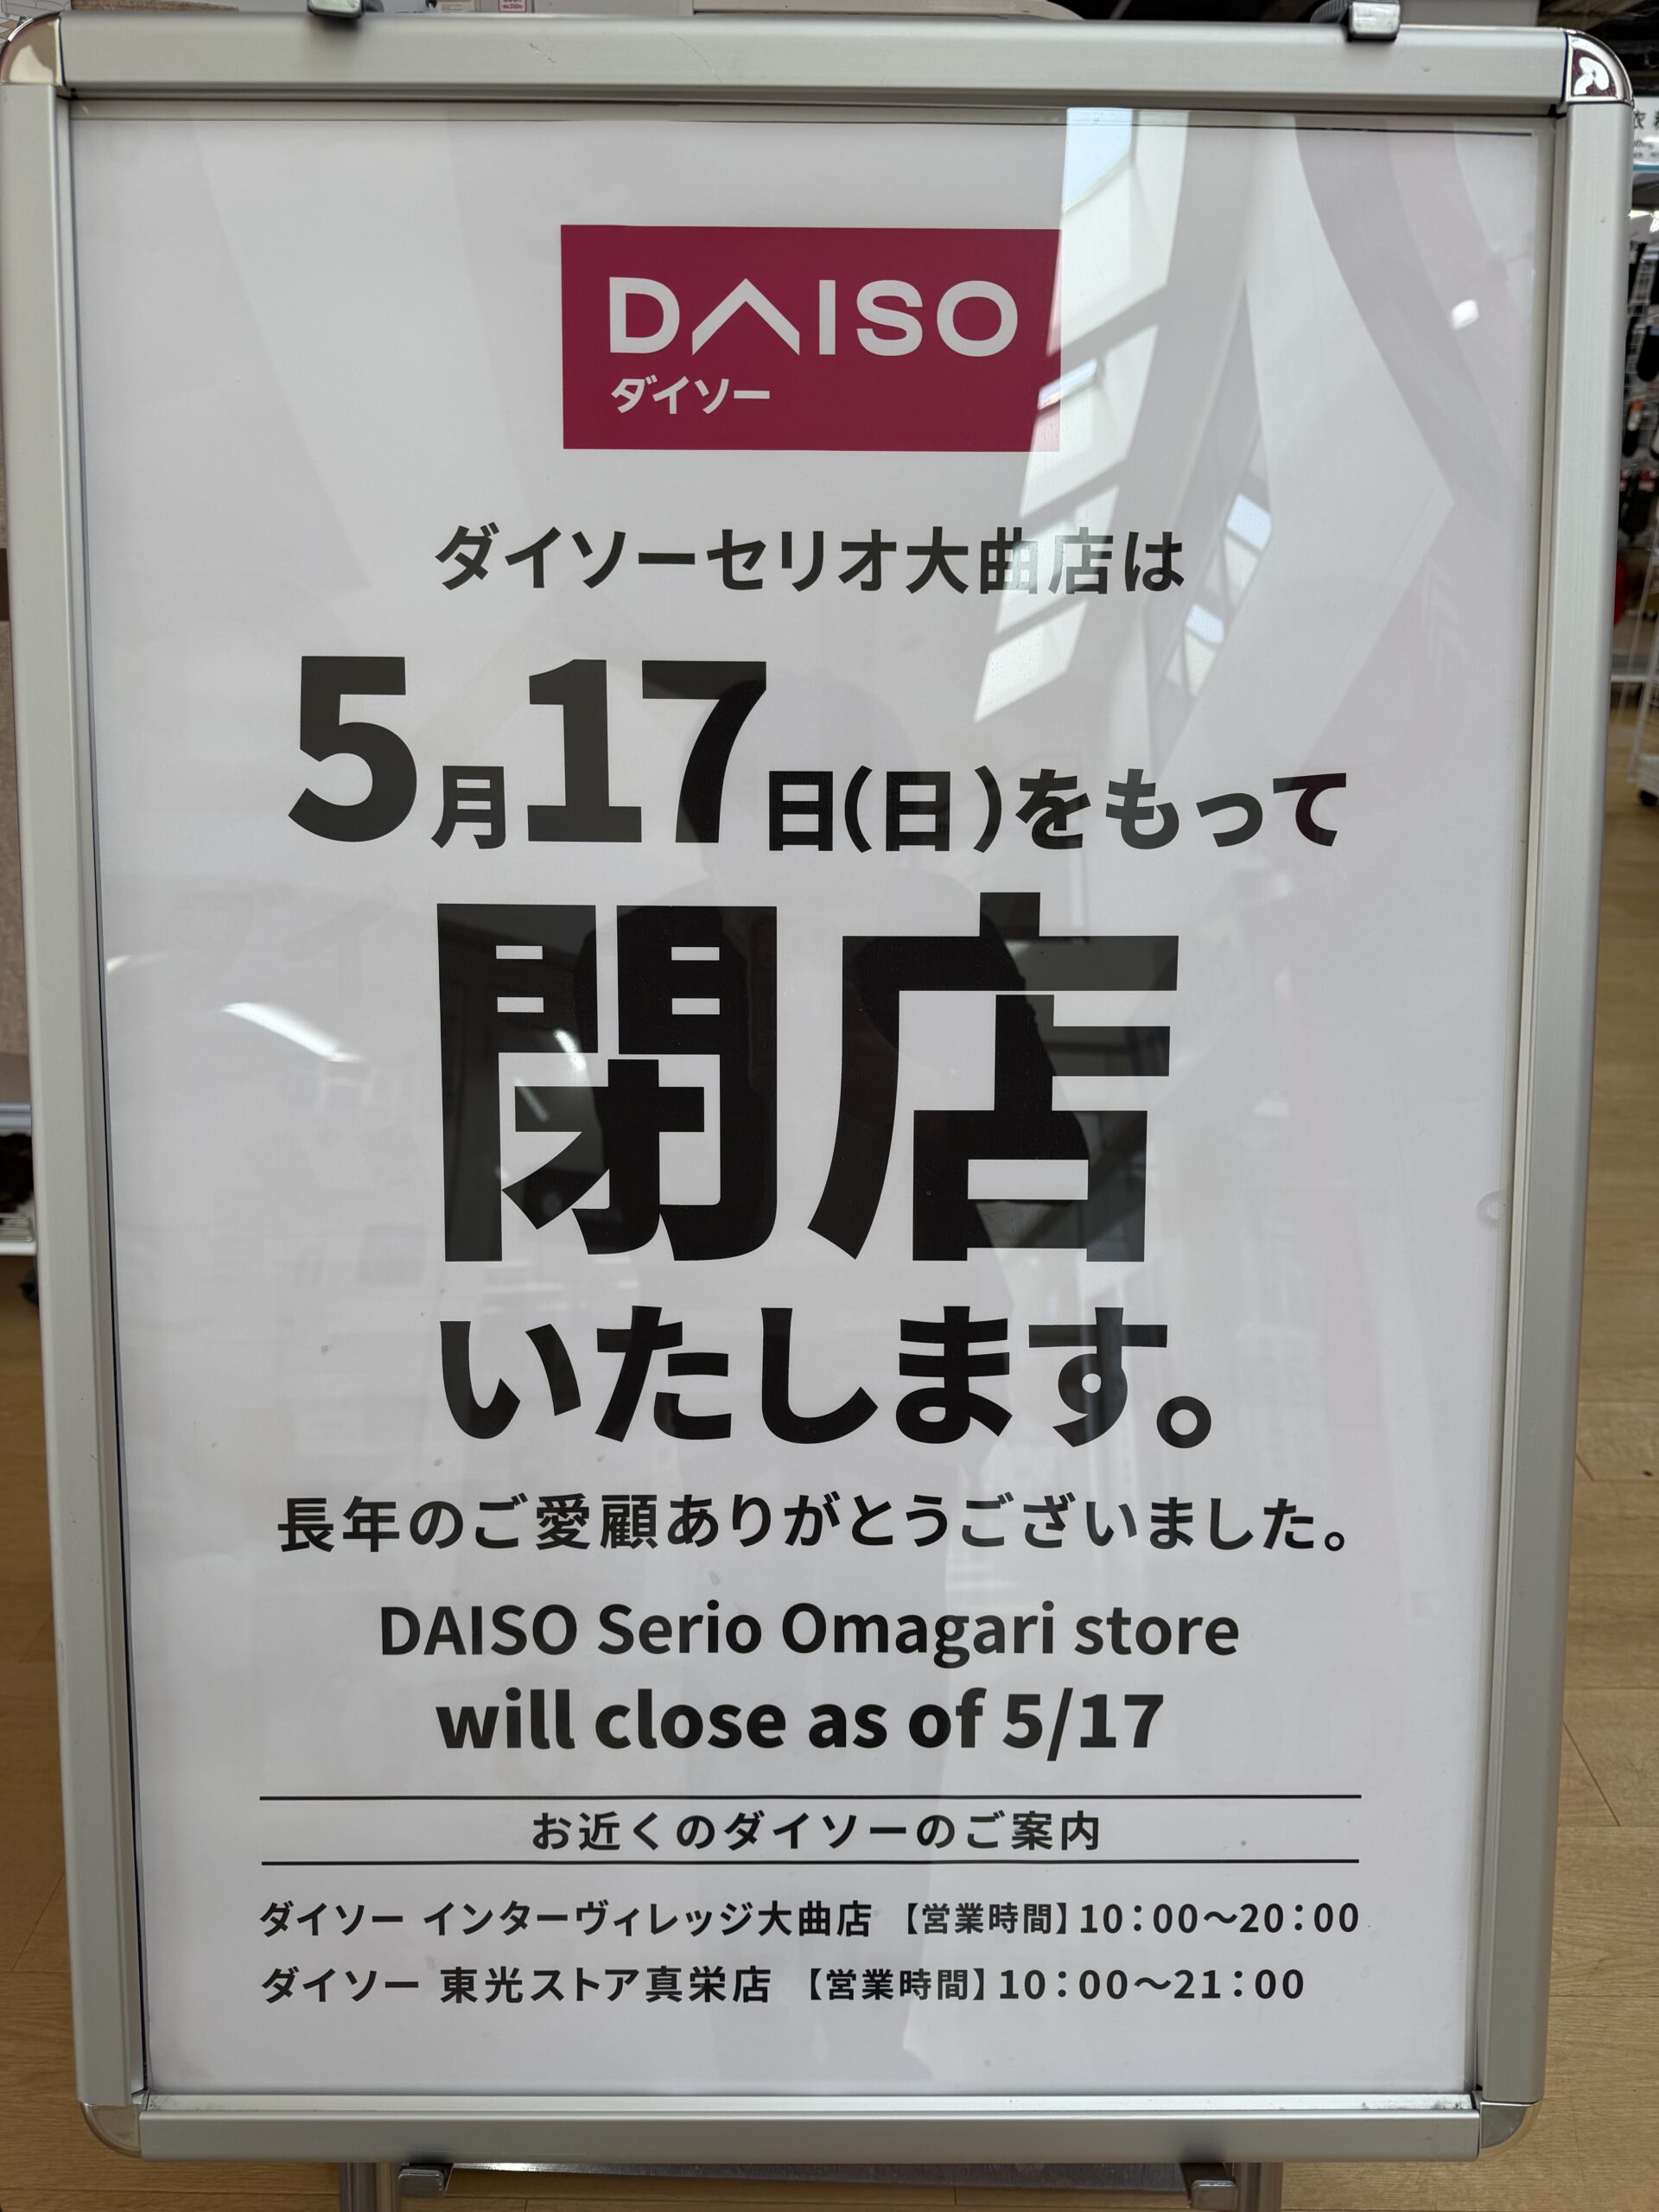 DAISO
ダイソー
ダイソーセリオ大曲店は
5月17日(日)をもって
閉店
いたします。
長年のご愛顧ありがとうございました。
DAISO Serio Omagari store
will close as of 5/17
お近くのダイソーのご案内
ダイソー インターヴィレッジ大曲店 【営業時間】10:00～20:00
ダイソー 東光ストア真栄店 【営業時間】10:00～21:00